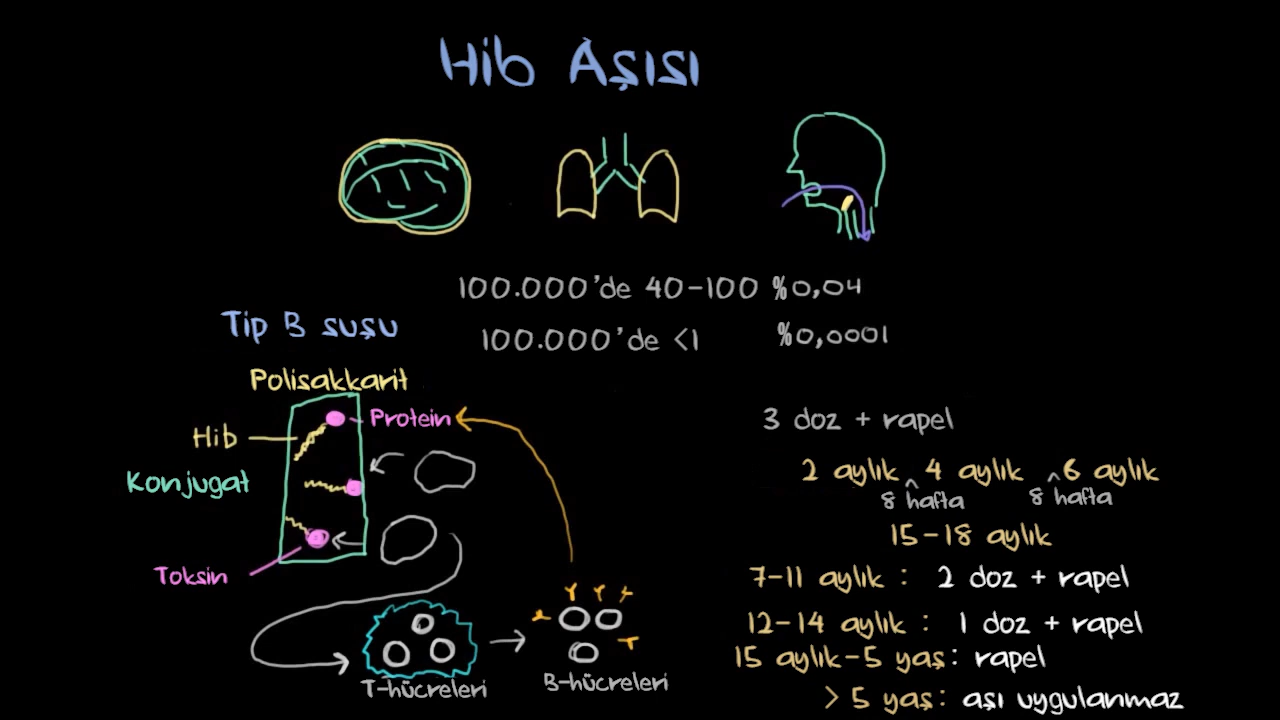 Hib Aşısı
100.000'de 40-100 %0,04
100.000'de <1 %0,0001
Tip B suşu
Polisakkarit
Protein
Hib
Konjugat
Toksin
T-hücreleri
B-hücreleri
3 doz + rapel
2 aylık 4 aylık 6 aylık
8 hafta 8 hafta
15-18 aylık
7-11 aylık : 2 doz + rapel
12-14 aylık : 1 doz + rapel
15 aylık-5 yaş: rapel
> 5 yaş: aşı uygulanmaz